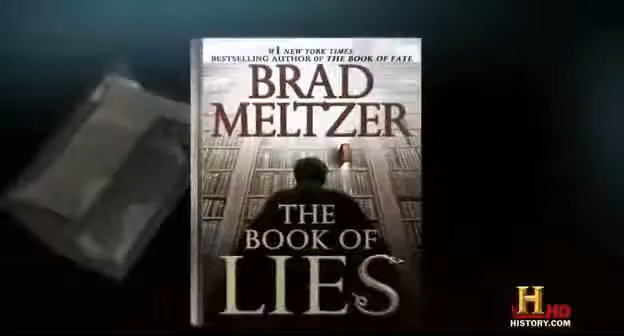 #1 NEW YORK TIMES
BESTSELLING AUTHOR OF THE BOOK OF FATE
BRAD
MELTZER
THE
BOOK OF
LIES
H HD
HISTORY.COM